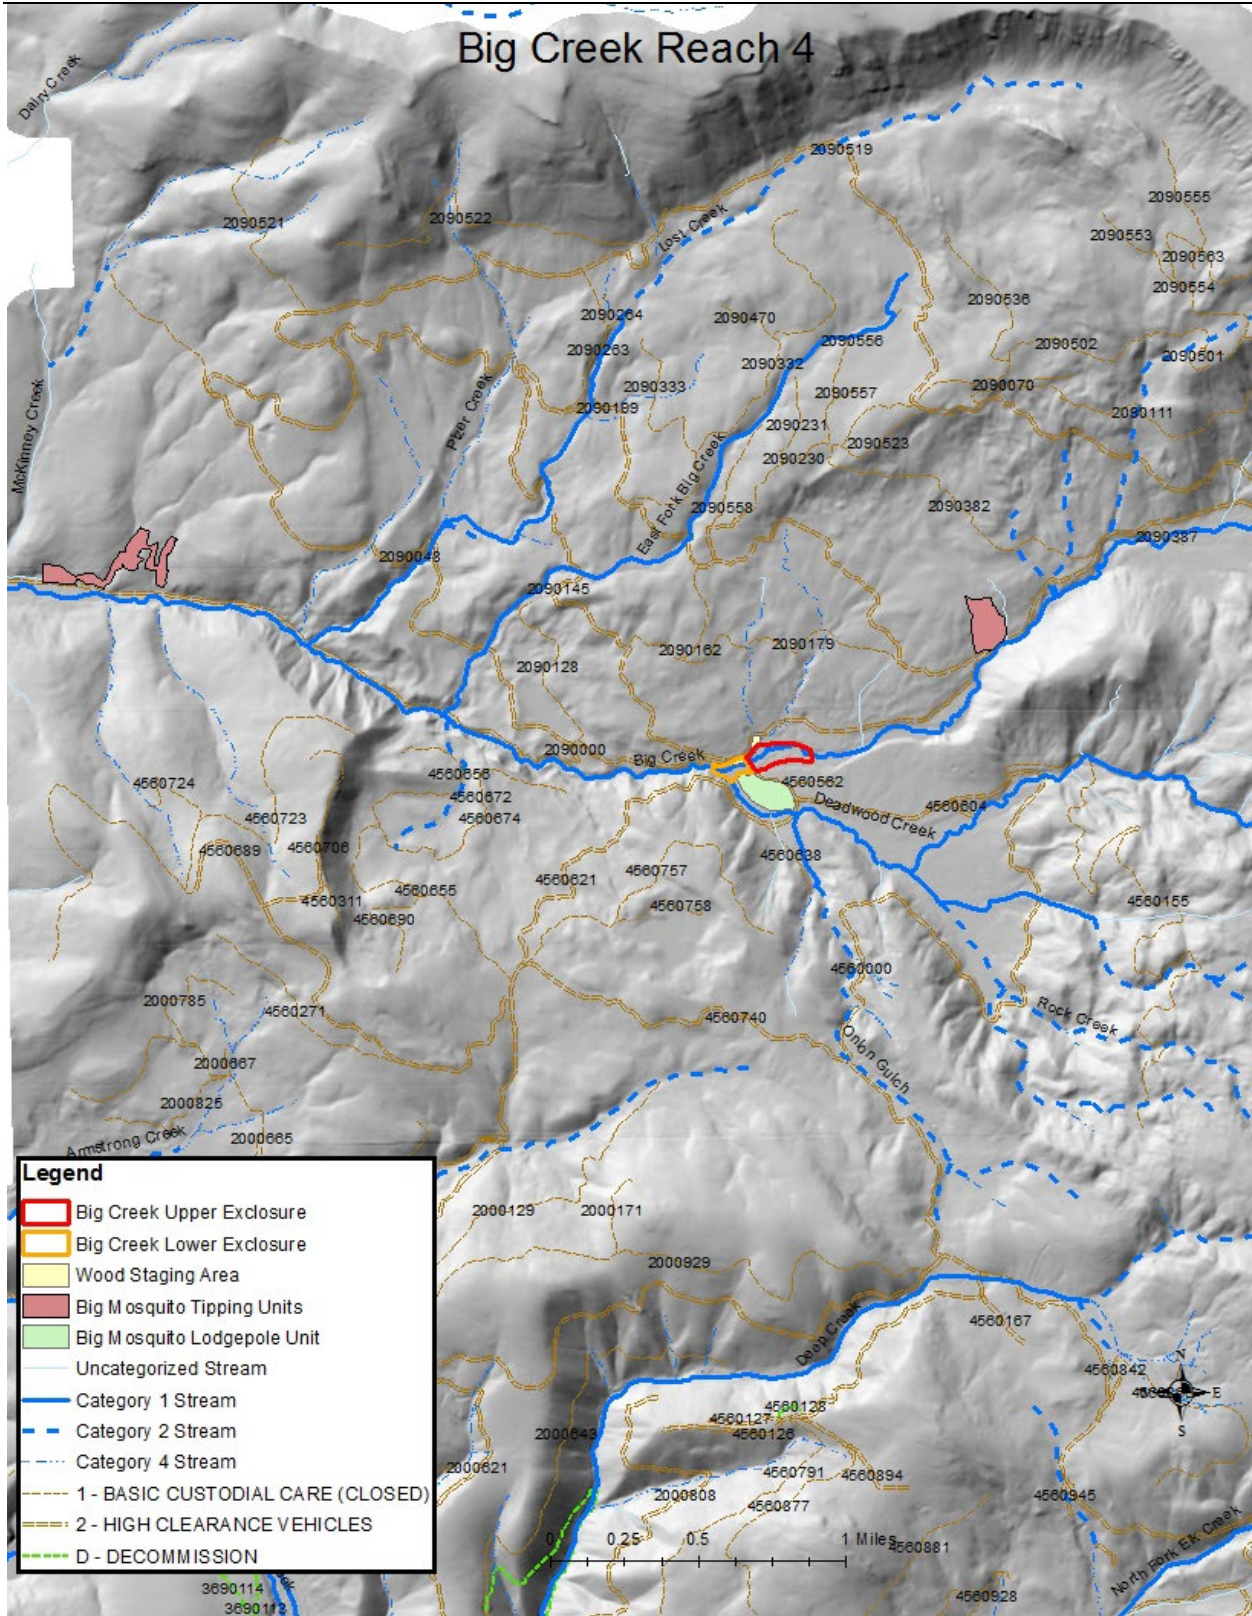 Big Creek Reach 4
Dairy Creek
2090519
2090555
2090521
2090522
Lost Creek
2090553
2090563
2090554
2090536
2090264
2090470
2090556
2090502
2090501
2090263
2090332
2090333
2090070
McKinney Creek
Pizer Creek
2090199
2090557
2090111
2090231
2090523
2090230
East Fork Big Creek
2090558
2090382
2090387
2090048
2090145
2090162
2090179
2090128
2090000
Big Creek
4560724
4560656
4560672
4560562
4560723
4560674
Deadwood Creek
4560604
4560689
4560706
4560638
4560621
4560757
4560655
4560311
4560758
4560155
4560690
4560000
2000785
4560271
4560740
Rock Creek
Onion Gulch
2000667
2000825
Armstrong Creek
2000665
Legend
Big Creek Upper Exclosure
Big Creek Lower Exclosure
Wood Staging Area
Big Mosquito Tipping Units
Big Mosquito Lodgepole Unit
Uncategorized Stream
Category 1 Stream
Category 2 Stream
Category 4 Stream
1 - BASIC CUSTODIAL CARE (CLOSED)
2 - HIGH CLEARANCE VEHICLES
D - DECOMMISSION
2000129
2000171
2000929
Deep Creek
4560167
4560842
N
E
S
4560128
4560127
4560126
2000643
2000621
4560791
4560894
2000808
4560877
4560945
0 0.25 0.5 1 Miles
4560881
North Fork Elk Creek
4560928
3690114
3690113